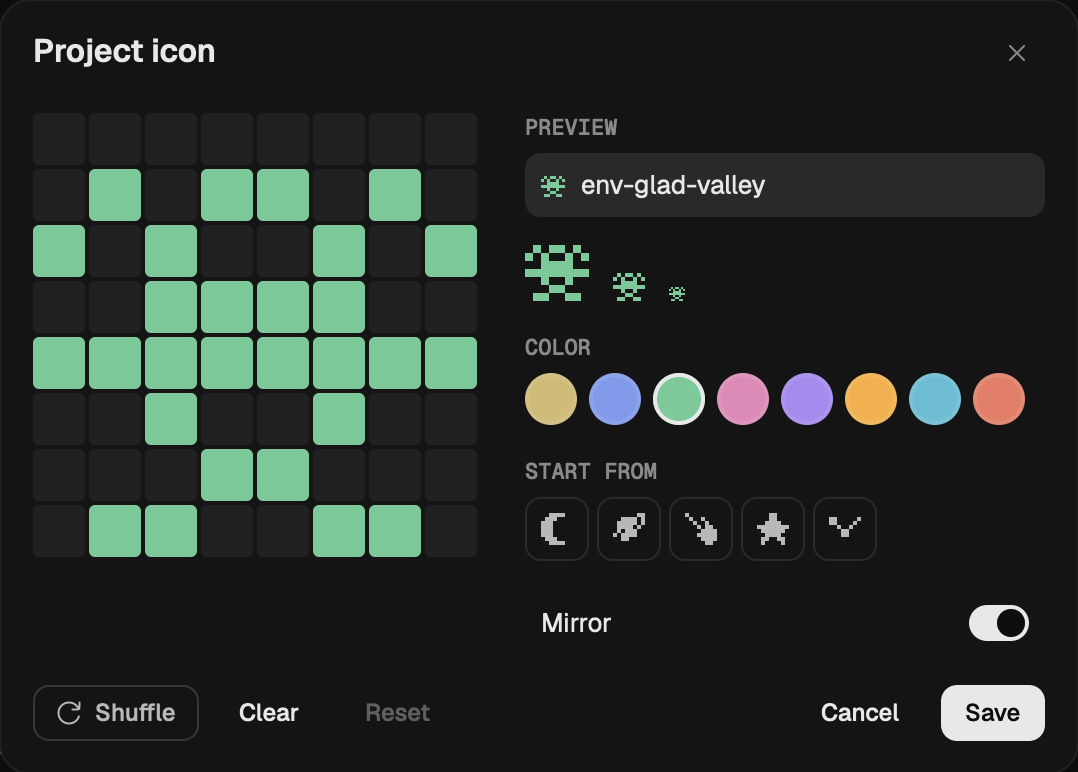 Project icon
PREVIEW
env-glad-valley
COLOR
START FROM
Mirror
Shuffle
Clear
Reset
Cancel
Save